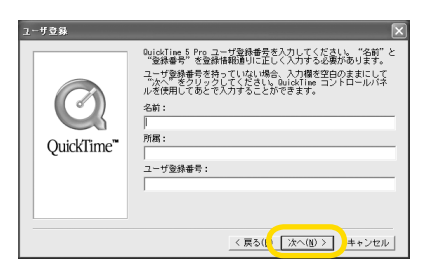 ユーザ登録
QuickTime 5 Pro ユーザ登録番号を入力してください。 “名前” と
“登録番号” を登録情報通りに正しく入力する必要があります。
ユーザ登録番号を持っていない場合、入力欄を空白のままにして
“次へ” をクリックしてください。QuickTime コントロールパネ
ルを使用してあとで入力することができます。
名前：
所属：
ユーザ登録番号：
QuickTime™
< 戻る(
次へ(N) >
キャンセル